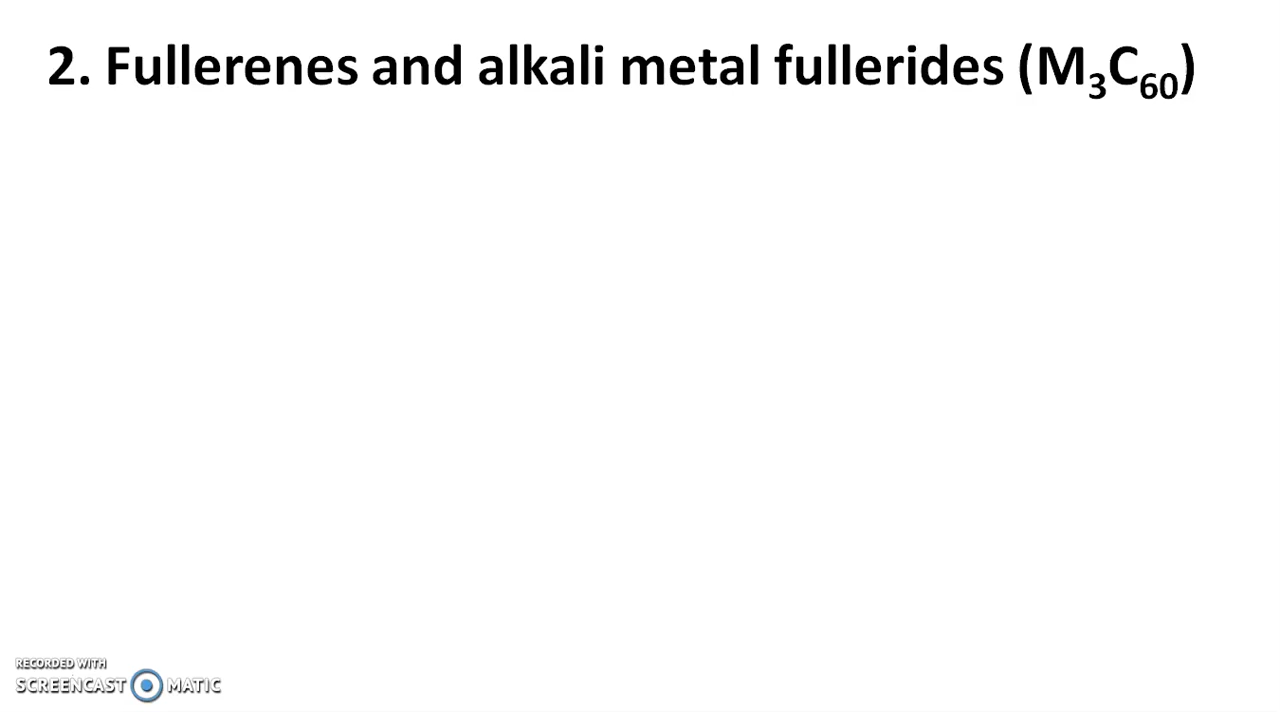 2. Fullerenes and alkali metal fullerides (M₃C₆₀)
RECORDED WITH
SCREENCAST MATIC